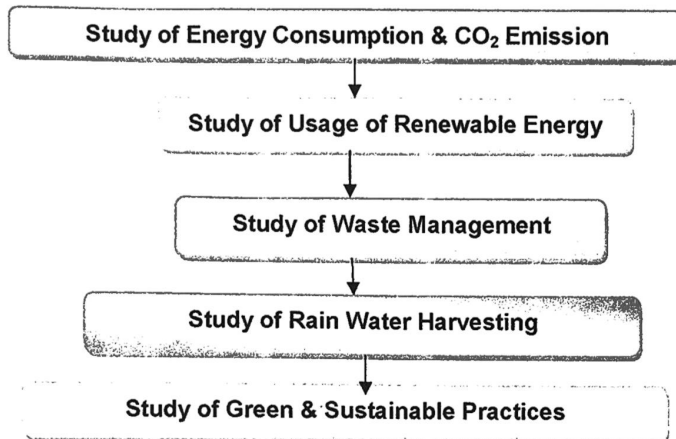 Study of Energy Consumption & CO₂ Emission
Study of Usage of Renewable Energy
Study of Waste Management
Study of Rain Water Harvesting
Study of Green & Sustainable Practices